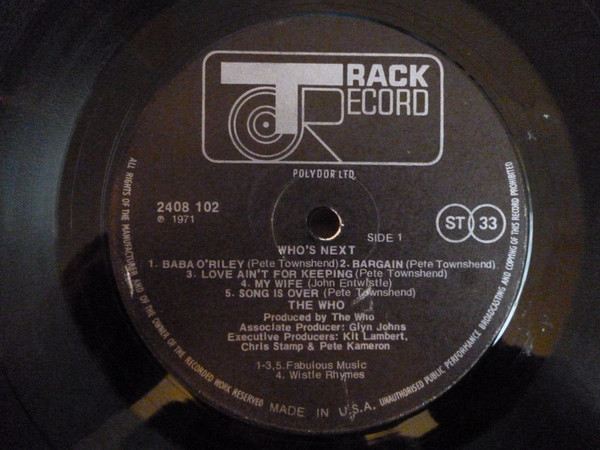 TRACK
RECORD
POLYDOR LTD.
2408 102
℗ 1971
ST 33
SIDE 1
WHO'S NEXT
1. BABA O'RILEY (Pete Townshend) 2. BARGAIN (Pete Townshend)
3. LOVE AIN'T FOR KEEPING (Pete Townshend)
4. MY WIFE (John Entwistle)
5. SONG IS OVER (Pete Townshend)
THE WHO
Produced by The Who
Associate Producer: Glyn Johns
Executive Producers: Kit Lambert,
Chris Stamp & Pete Kameron
1-3,5. Fabulous Music
4. Wistle Rhymes
ALL RIGHTS OF THE MANUFACTURER AND OF THE OWNER OF THE RECORDED WORK RESERVED
MADE IN U.S.A.
UNAUTHORISED PUBLIC PERFORMANCE BROADCASTING AND COPYING OF THIS RECORD PROHIBITED